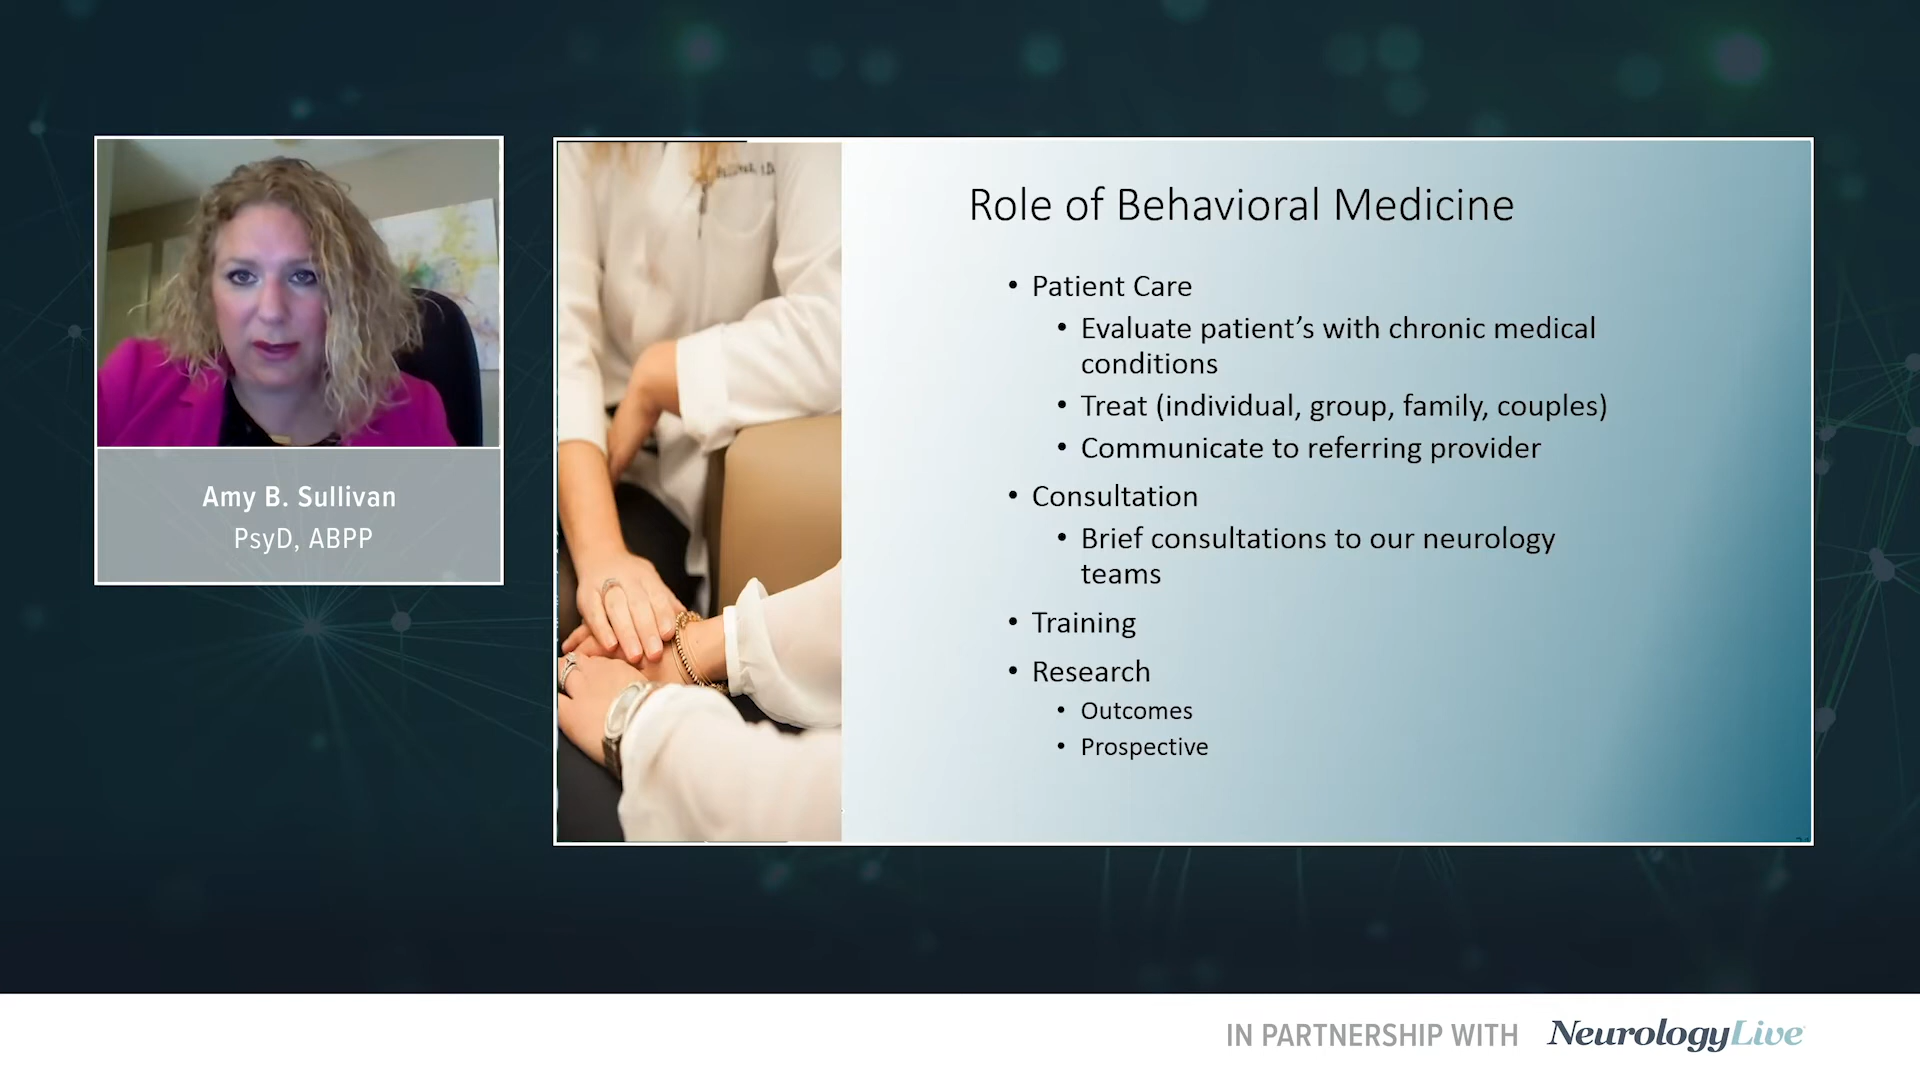 Amy B. Sullivan
PsyD, ABPP
Role of Behavioral Medicine
• Patient Care
• Evaluate patient’s with chronic medical
conditions
• Treat (individual, group, family, couples)
• Communicate to referring provider
• Consultation
• Brief consultations to our neurology
teams
• Training
• Research
• Outcomes
• Prospective
IN PARTNERSHIP WITH NeurologyLive